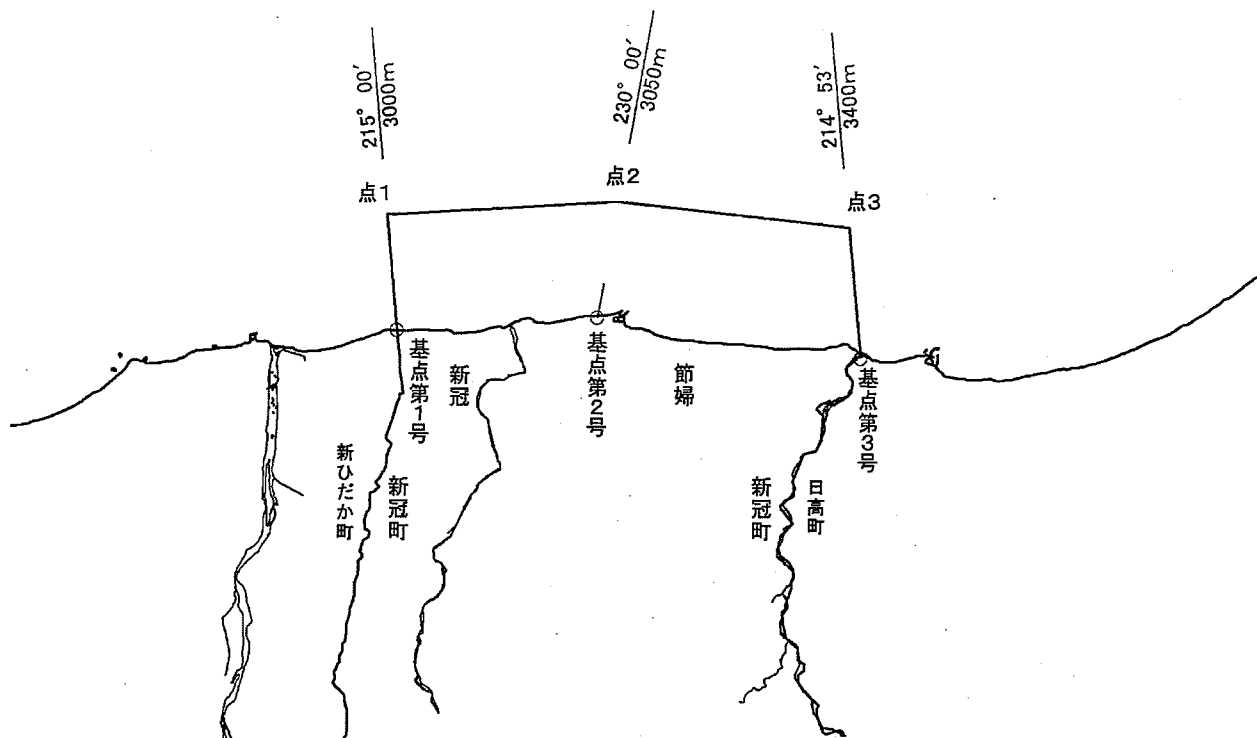 215° 00′
3000m
230° 00′
3050m
214° 53′
3400m
点1
点2
点3
基点第1号
新冠
基点第2号
節婦
基点第3号
新ひだか町
新冠町
新冠町
日高町